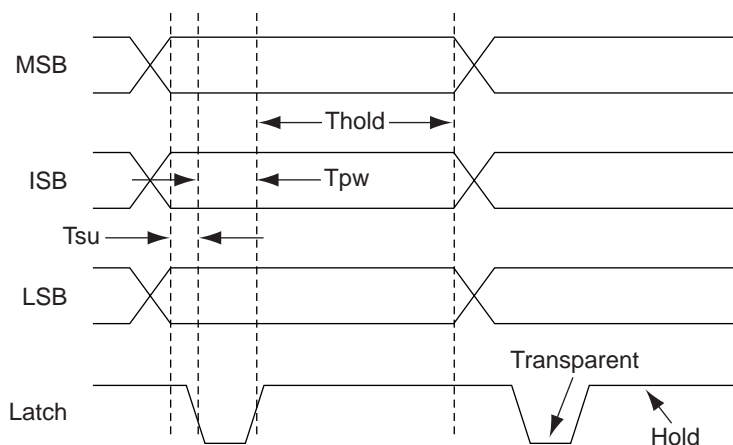 MSB
Thold
ISB
Tpw
Tsu
LSB
Transparent
Latch
Hold